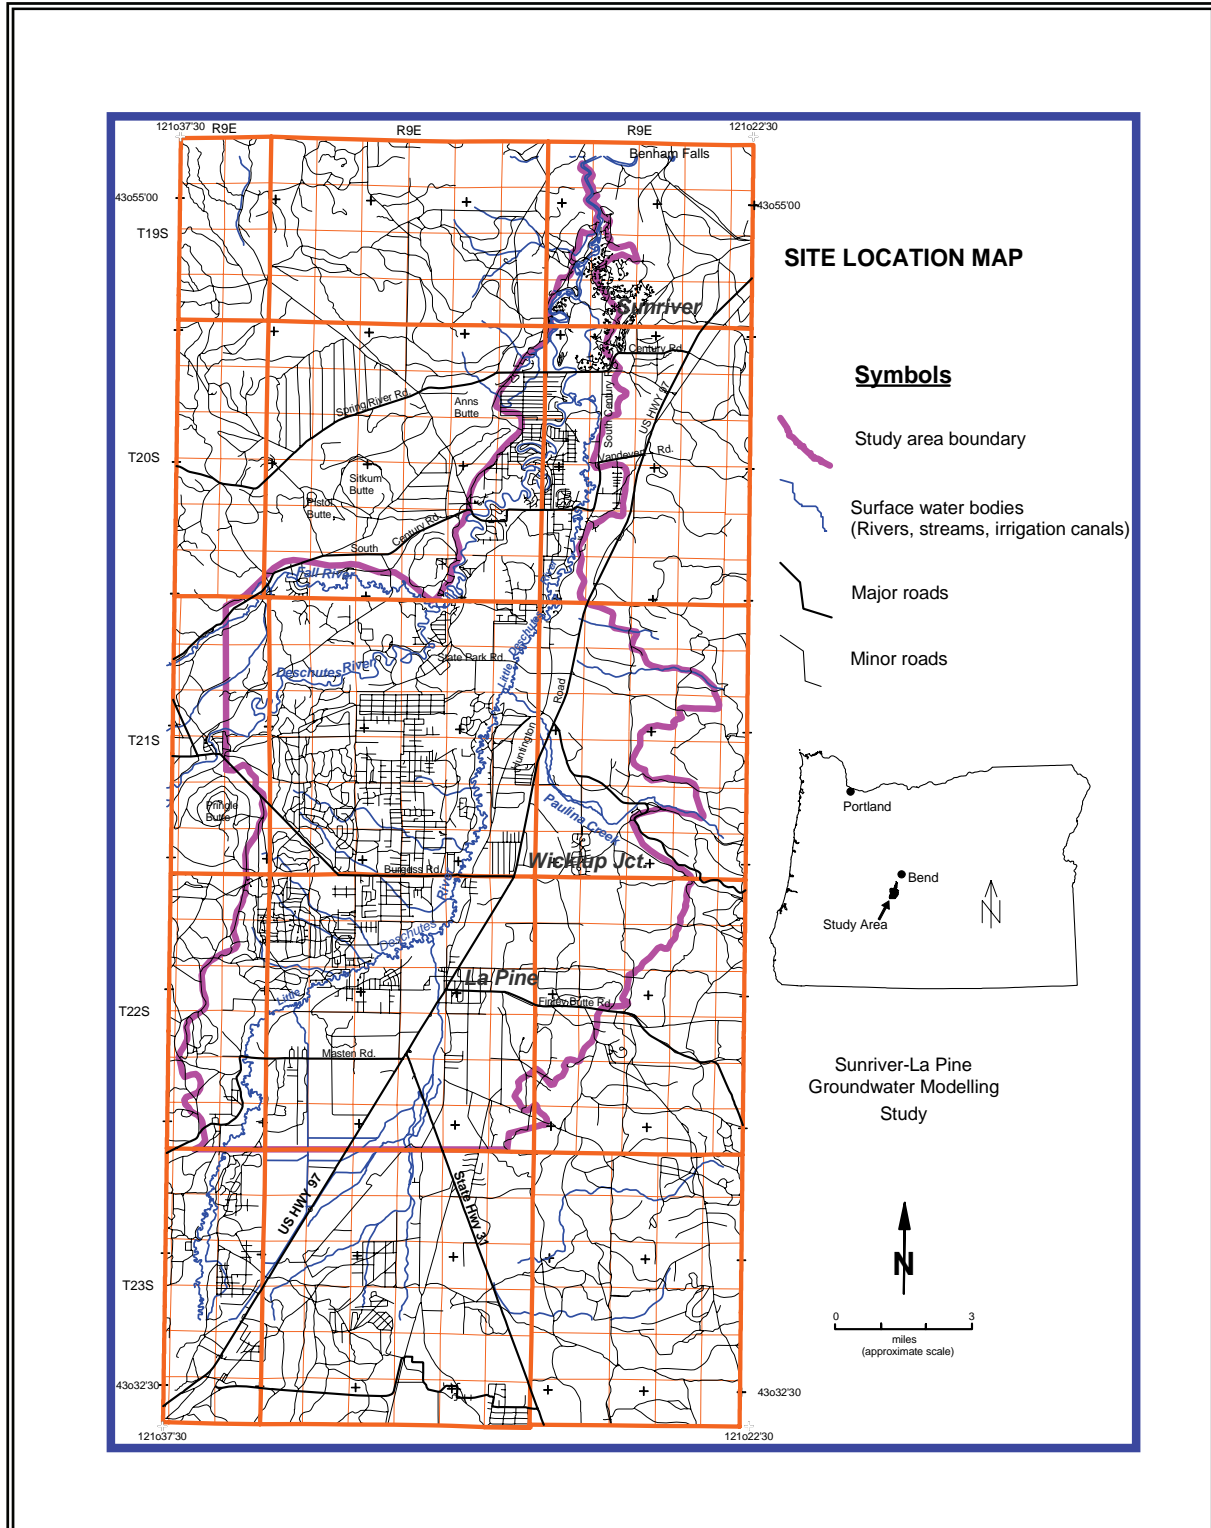 121o37'30
R9E
R9E
R9E
121o22'30
Benham Falls
43o55'00
43o55'00
T19S
SITE LOCATION MAP
Sunriver
Century Rd.
Symbols
Spring River Rd.
Anns
Butte
South Century Rd.
US HWY 97
Study area boundary
T20S
Vandevert Rd.
Sitkum
Butte
Pistol
Butte
Surface water bodies
(Rivers, streams, irrigation canals)
South
Century Rd.
Fall River
Little Deschutes River
Major roads
Deschutes River
State Park Rd.
Minor roads
Road
Huntington
T21S
Pringle
Butte
Paulina Creek
Portland
Burgess Rd.
Wickiup Jct.
Bend
Study Area
N
Little Deschutes River
La Pine
Finley Butte Rd.
T22S
Masten Rd.
Sunriver-La Pine
Groundwater Modelling
Study
US HWY 97
State Hwy 31
N
T23S
0 3
miles
(approximate scale)
43o32'30
43o32'30
121o37'30
121o22'30